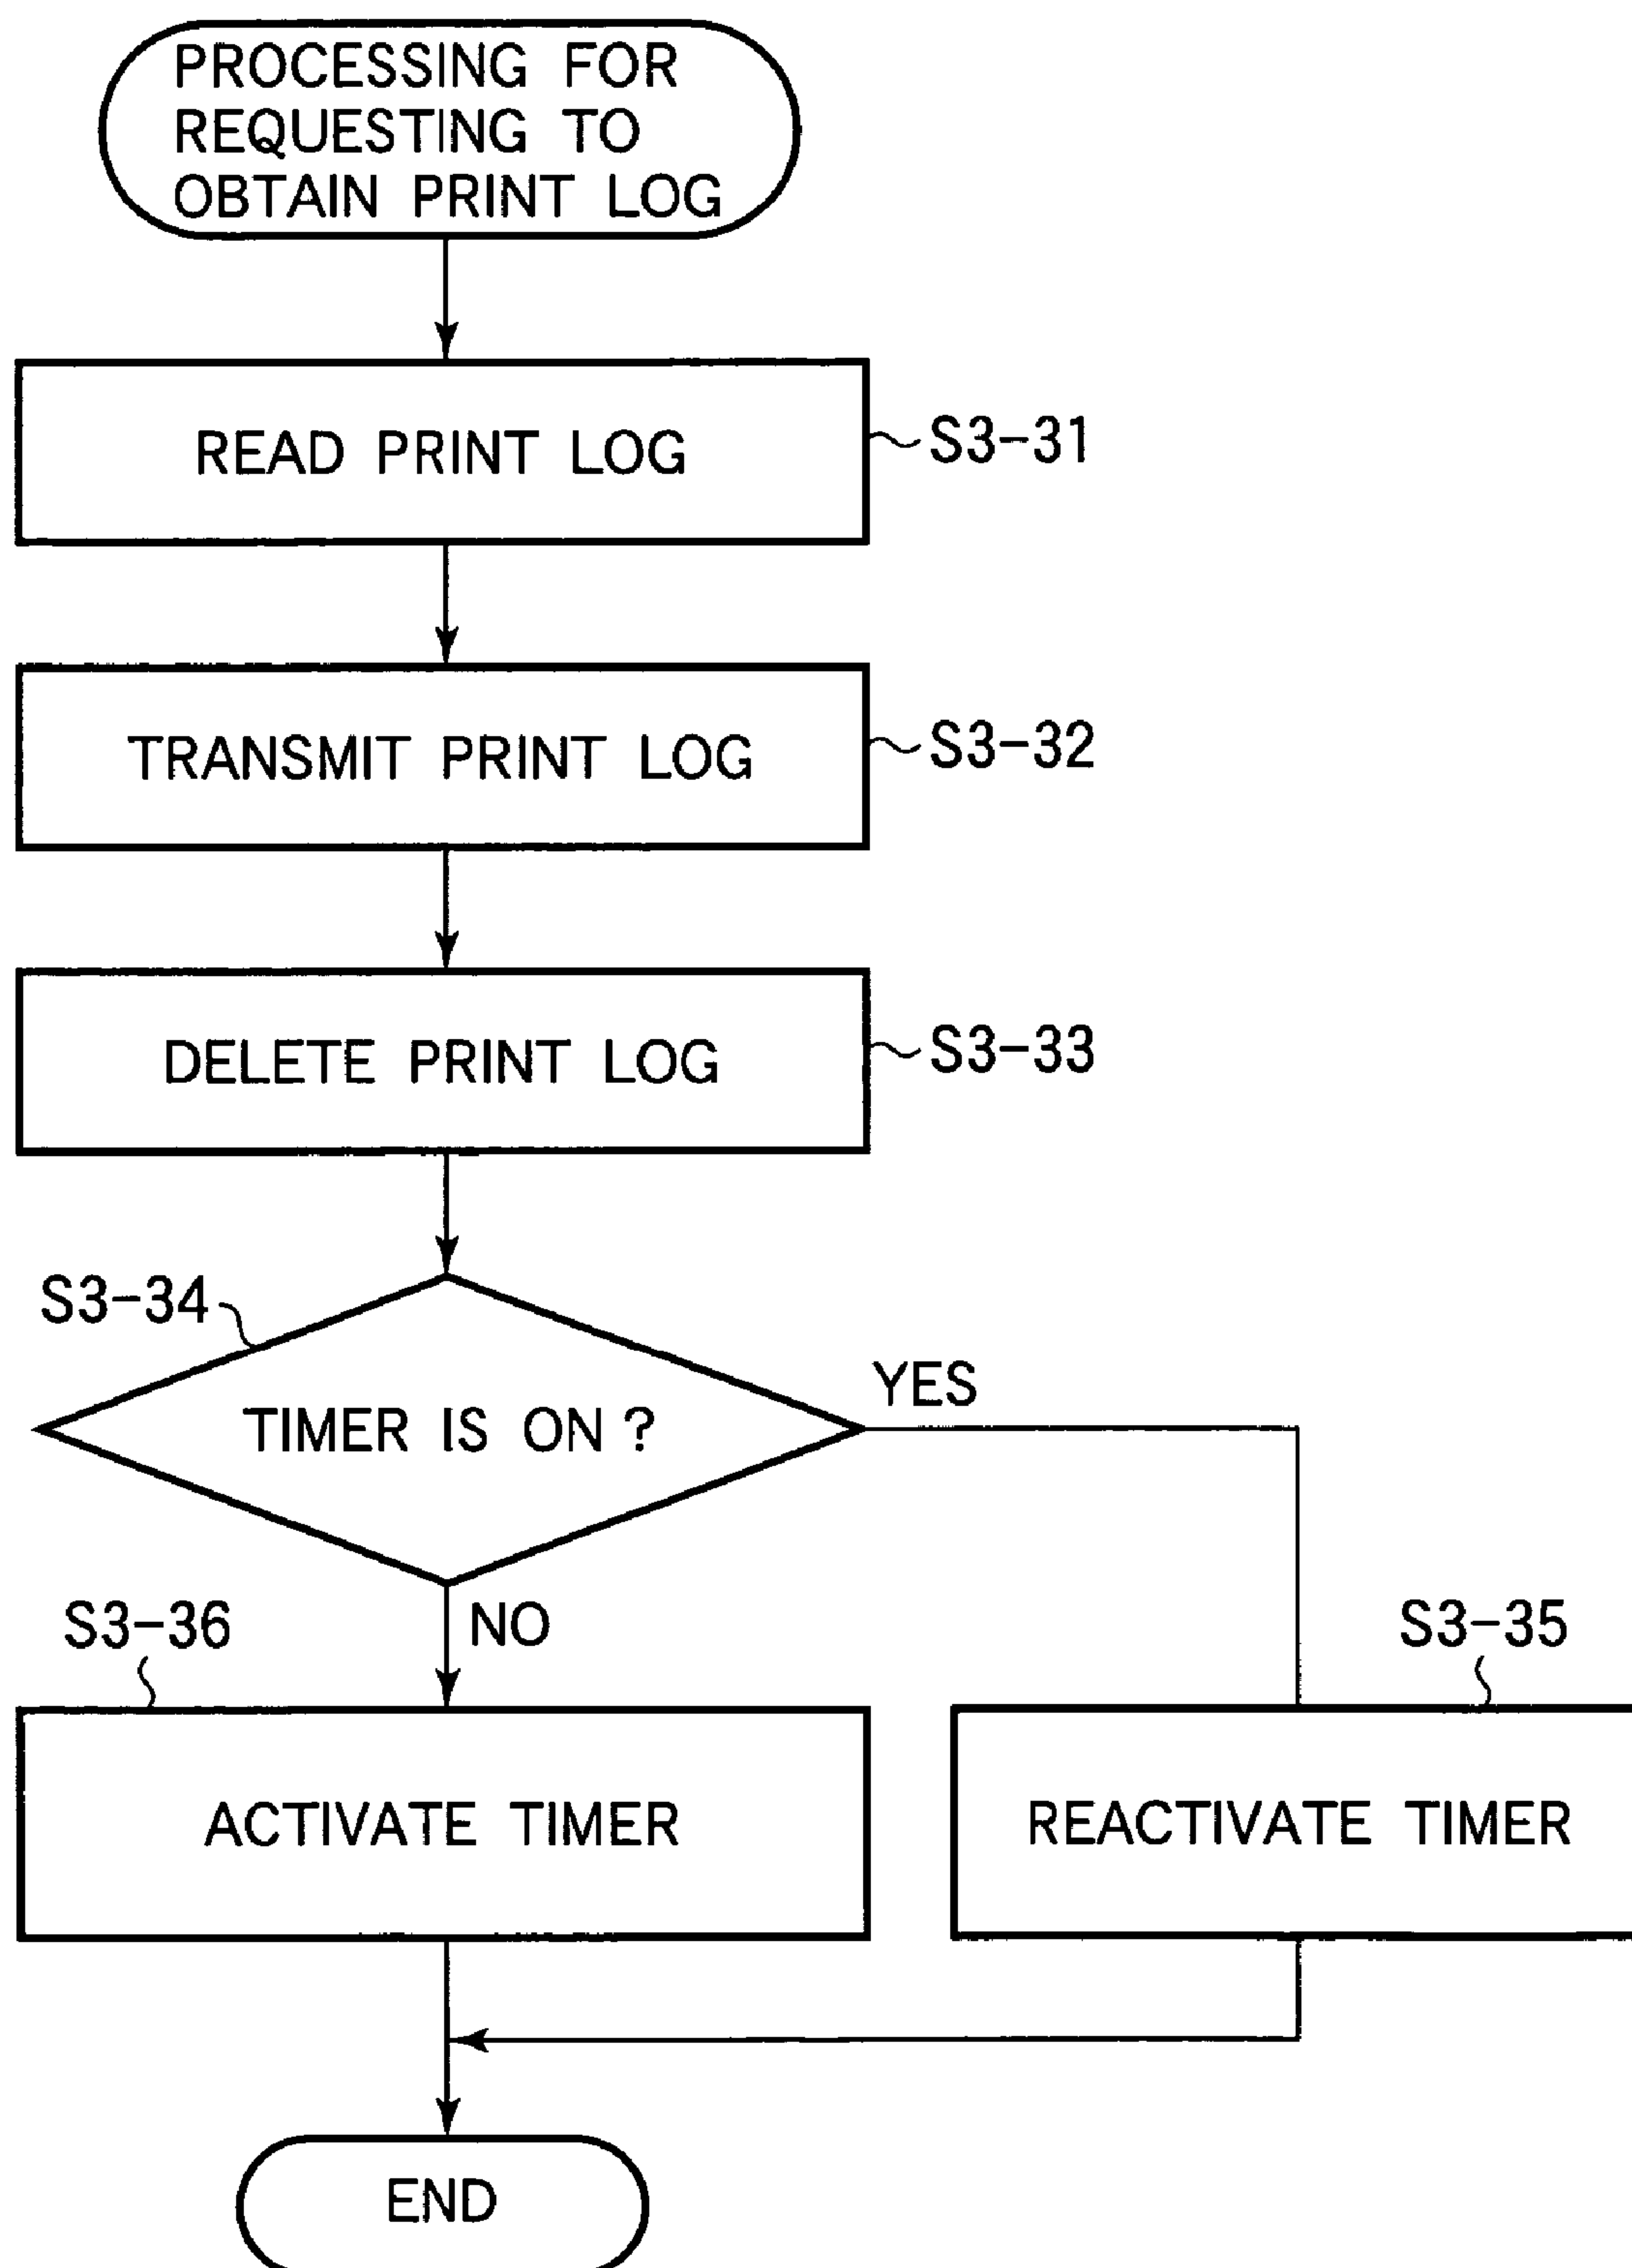 PROCESSING FOR
REQUESTING TO
OBTAIN PRINT LOG
READ PRINT LOG
S3-31
TRANSMIT PRINT LOG
S3-32
DELETE PRINT LOG
S3-33
S3-34
TIMER IS ON ?
YES
NO
S3-36
S3-35
ACTIVATE TIMER
REACTIVATE TIMER
END